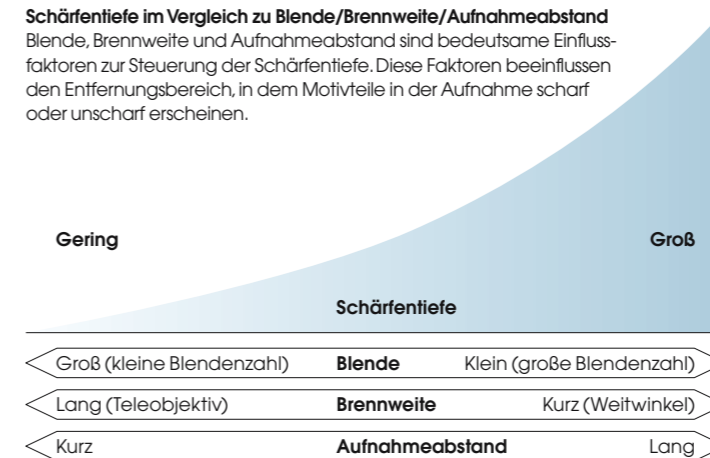 Schärfentiefe im Vergleich zu Blende/Brennweite/Aufnahmeabstand
Blende, Brennweite und Aufnahmeabstand sind bedeutsame Einfluss-
faktoren zur Steuerung der Schärfentiefe. Diese Faktoren beeinflussen
den Entfernungsbereich, in dem Motivteile in der Aufnahme scharf
oder unscharf erscheinen.
Gering Groß
Schärfentiefe
Groß (kleine Blendenzahl) Blende Klein (große Blendenzahl)
Lang (Teleobjektiv) Brennweite Kurz (Weitwinkel)
Kurz Aufnahmeabstand Lang